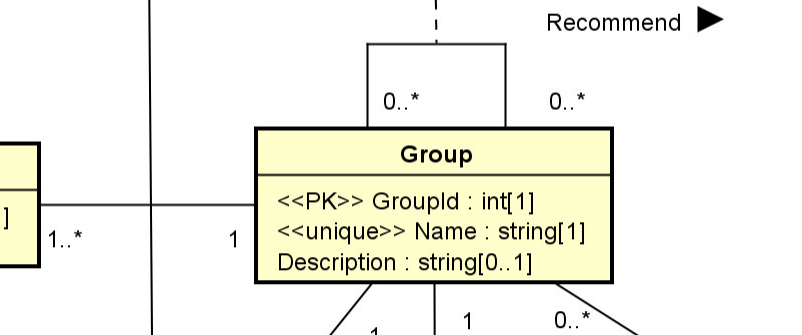 Recommend
0..*
0..*
Group
<<PK>> GroupId : int[1]
<<unique>> Name : string[1]
Description : string[0..1]
]
1..*
1
1
1
0..*